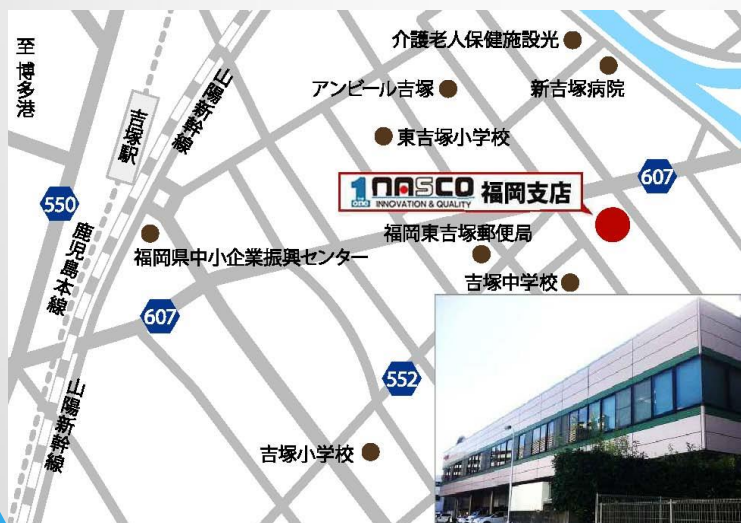 至 博多港
吉塚駅
山陽新幹線
介護老人保健施設光
アンビール吉塚
新吉塚病院
東吉塚小学校
607
550
1 NASCO 福岡支店
INNOVATION & QUALITY
鹿児島本線
福岡県中小企業振興センター
福岡東吉塚郵便局
吉塚中学校
607
552
山陽新幹線
吉塚小学校